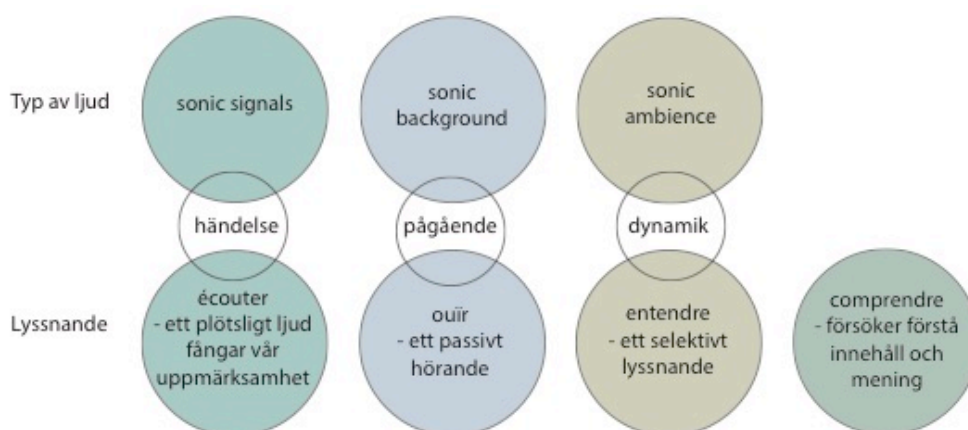 Typ av ljud
sonic signals
sonic
background
sonic
ambience
händelse
pågående
dynamik
Lyssnande
écouter
- ett plötsligt ljud
fångar vår
uppmärksamhet
ouïr
- ett passivt
hörande
entendre
- ett selektivt
lyssnande
comprendre
- försöker förstå
innehåll och
mening